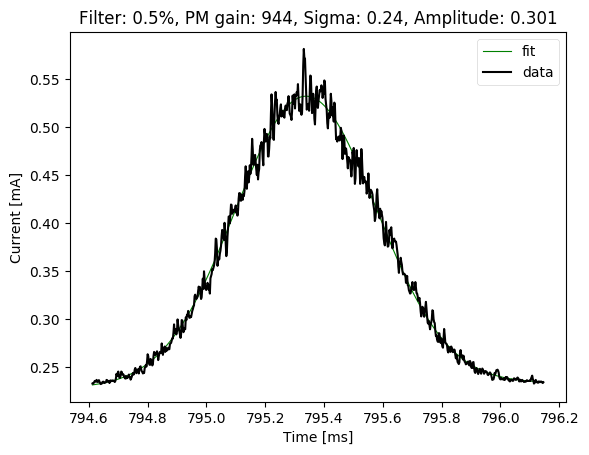 Filter: 0.5%, PM gain: 944, Sigma: 0.24, Amplitude: 0.301
fit
data
0.55
0.50
0.45
0.40
0.35
0.30
0.25
Current [mA]
794.6 794.8 795.0 795.2 795.4 795.6 795.8 796.0 796.2
Time [ms]